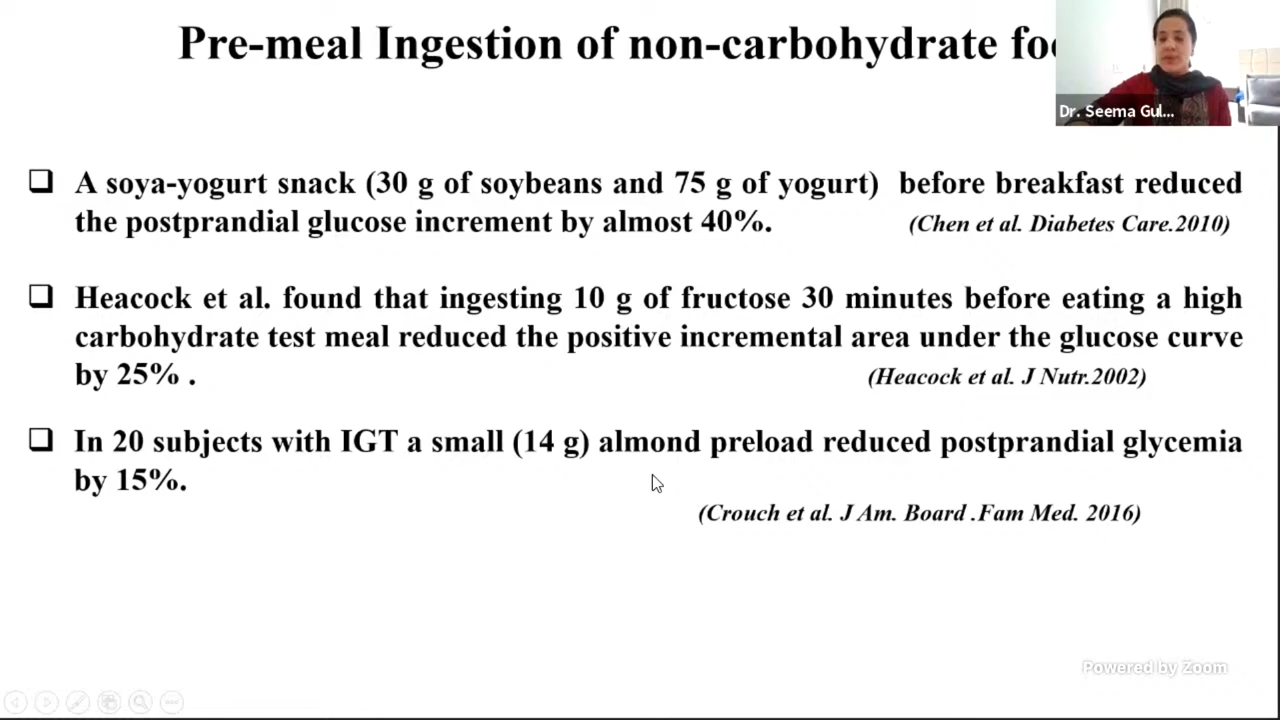 Pre-meal Ingestion of non-carbohydrate
Dr. Seema Gul...
A soya-yogurt snack (30 g of soybeans and 75 g of yogurt) before breakfast reduced
the postprandial glucose increment by almost 40%. (Chen et al. Diabetes Care.2010)
Heacock et al. found that ingesting 10 g of fructose 30 minutes before eating a high
carbohydrate test meal reduced the positive incremental area under the glucose curve
by 25% . (Heacock et al. J Nutr.2002)
In 20 subjects with IGT a small (14 g) almond preload reduced postprandial glycemia
by 15%.
(Crouch et al. J Am. Board .Fam Med. 2016)
Powered by Zoom